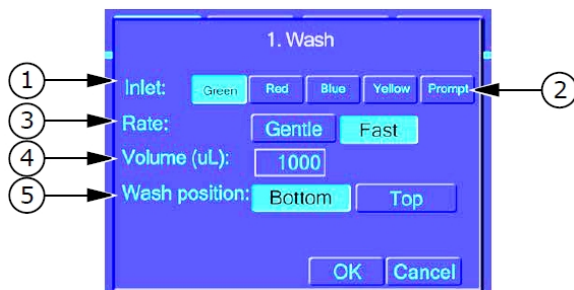 1. Wash
1 Inlet: Green Red Blue Yellow Prompt 2
3 Rate: Gentle Fast
4 Volume (uL): 1000
5 Wash position: Bottom Top
OK Cancel